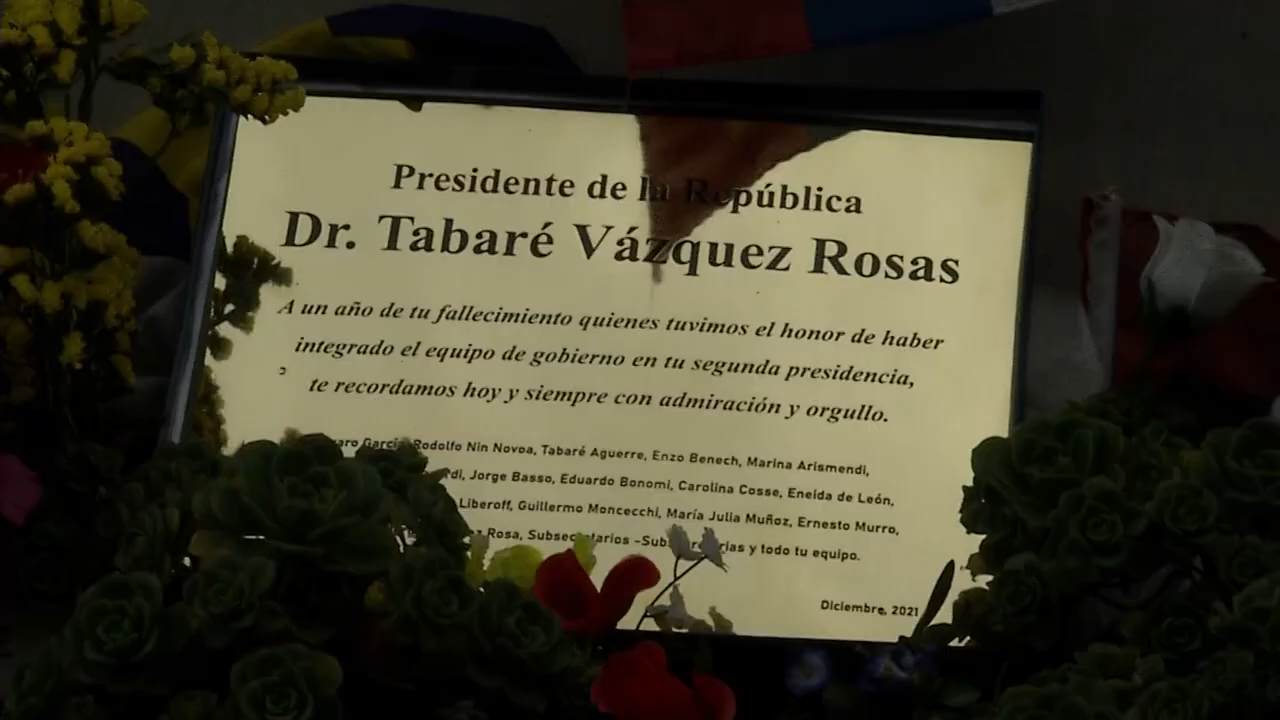 Presidente de la República
Dr. Tabaré Vázquez Rosas
A un año de tu fallecimiento quienes tuvimos el honor de haber
integrado el equipo de gobierno en tu segunda presidencia,
te recordamos hoy y siempre con admiración y orgullo.
García, Rodolfo Nin Novoa, Tabaré Aguerre, Enzo Benech, Marina Arismendi,
Jorge Basso, Eduardo Bonomi, Carolina Cosse, Eneida de León,
Liberoff, Guillermo Moncecchi, María Julia Muñoz, Ernesto Murro,
Rosa, y todo tu equipo.
Diciembre, 2021